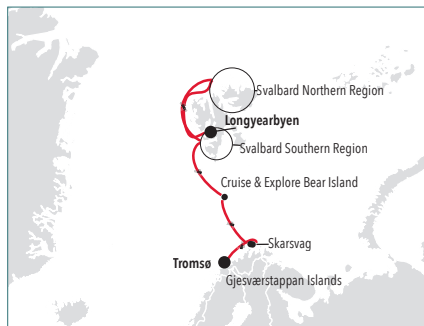 Svalbard Northern Region
Longyearbyen
Svalbard Southern Region
Cruise & Explore Bear Island
Skarsvag
Tromsø
Gjesværstappan Islands